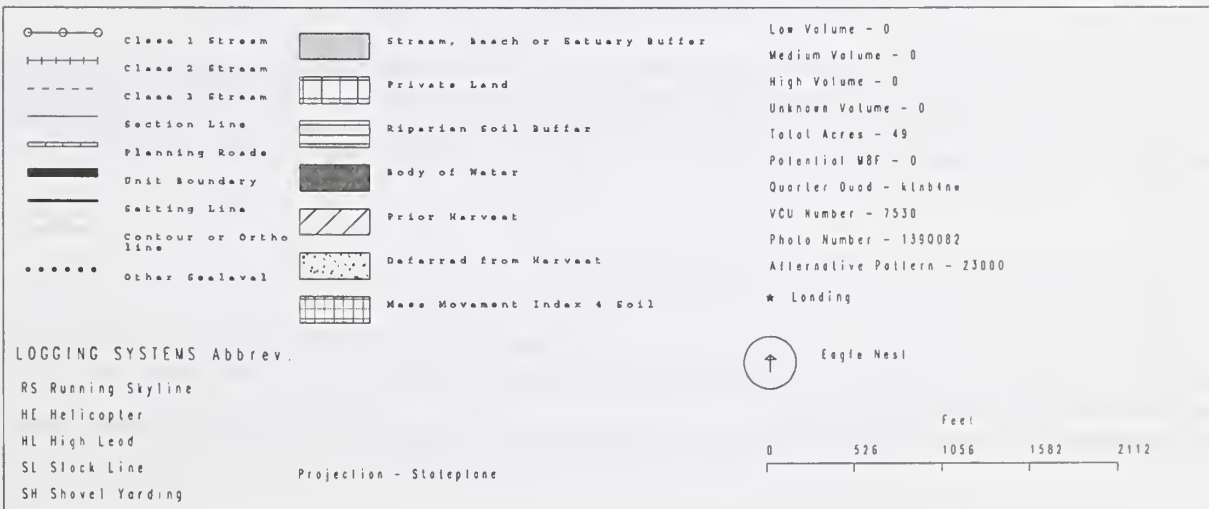 Class 1 Stream
Class 2 Stream
Class 3 Stream
Section Line
Planning Roads
Unit Boundary
Setting Line
Contour or Ortho
line
Other Sealaval
Stream, Beach or Estuary Buffer
Private Land
Riparian Soil Buffer
Body of Water
Prior Harvest
Deferred from Harvest
Mass Movement Index 4 Soil
Low Volume - 0
Medium Volume - 0
High Volume - 0
Unknown Volume - 0
Total Acres - 49
Potential MBF - 0
Quarter Quad - ktnb4nw
VCU Number - 7530
Photo Number - 1390082
Alternative Pattern - 23000
★ Landing
Eagle Nest
LOGGING SYSTEMS Abbrev.
RS Running Skyline
HE Helicopter
HL High Lead
SL Slack Line
SH Shovel Yarding
Projection - Stateplane
Feet
0 526 1056 1582 2112